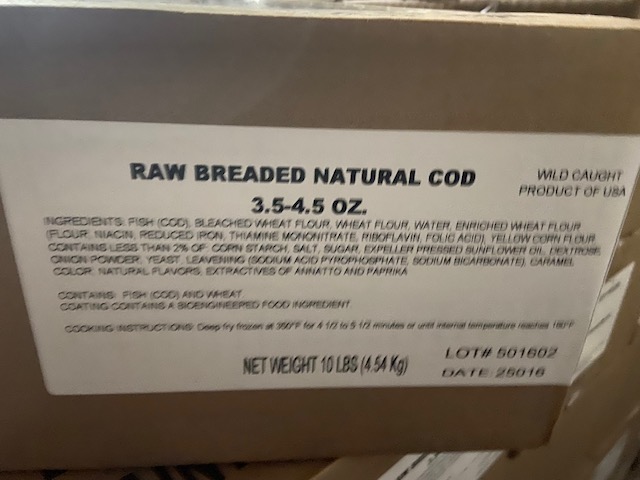 RAW BREADED NATURAL COD
WILD CAUGHT
PRODUCT OF USA
3.5-4.5 OZ.
INGREDIENTS: FISH (COD), BLEACHED WHEAT FLOUR, WHEAT FLOUR, WATER, ENRICHED WHEAT FLOUR
(FLOUR, NIACIN, REDUCED IRON, THIAMINE MONONITRATE, RIBOFLAVIN, FOLIC ACID), YELLOW CORN FLOUR.
CONTAINS LESS THAN 2% OF: CORN STARCH, SALT, SUGAR, EXPELLER PRESSED SUNFLOWER OIL, DEXTROSE,
ONION POWDER, YEAST, LEAVENING (SODIUM ACID PYROPHOSPHATE, SODIUM BICARBONATE), CARAMEL
COLOR, NATURAL FLAVORS, EXTRACTIVES OF ANNATTO AND PAPRIKA
CONTAINS: FISH (COD) AND WHEAT
COATING CONTAINS A BIOENGINEERED FOOD INGREDIENT
COOKING INSTRUCTIONS: Deep fry frozen at 350°F for 4 1/2 to 5 1/2 minutes or until internal temperature reaches 160°F
NET WEIGHT 10 LBS (4.54 Kg)
LOT# 501602
DATE: 25016